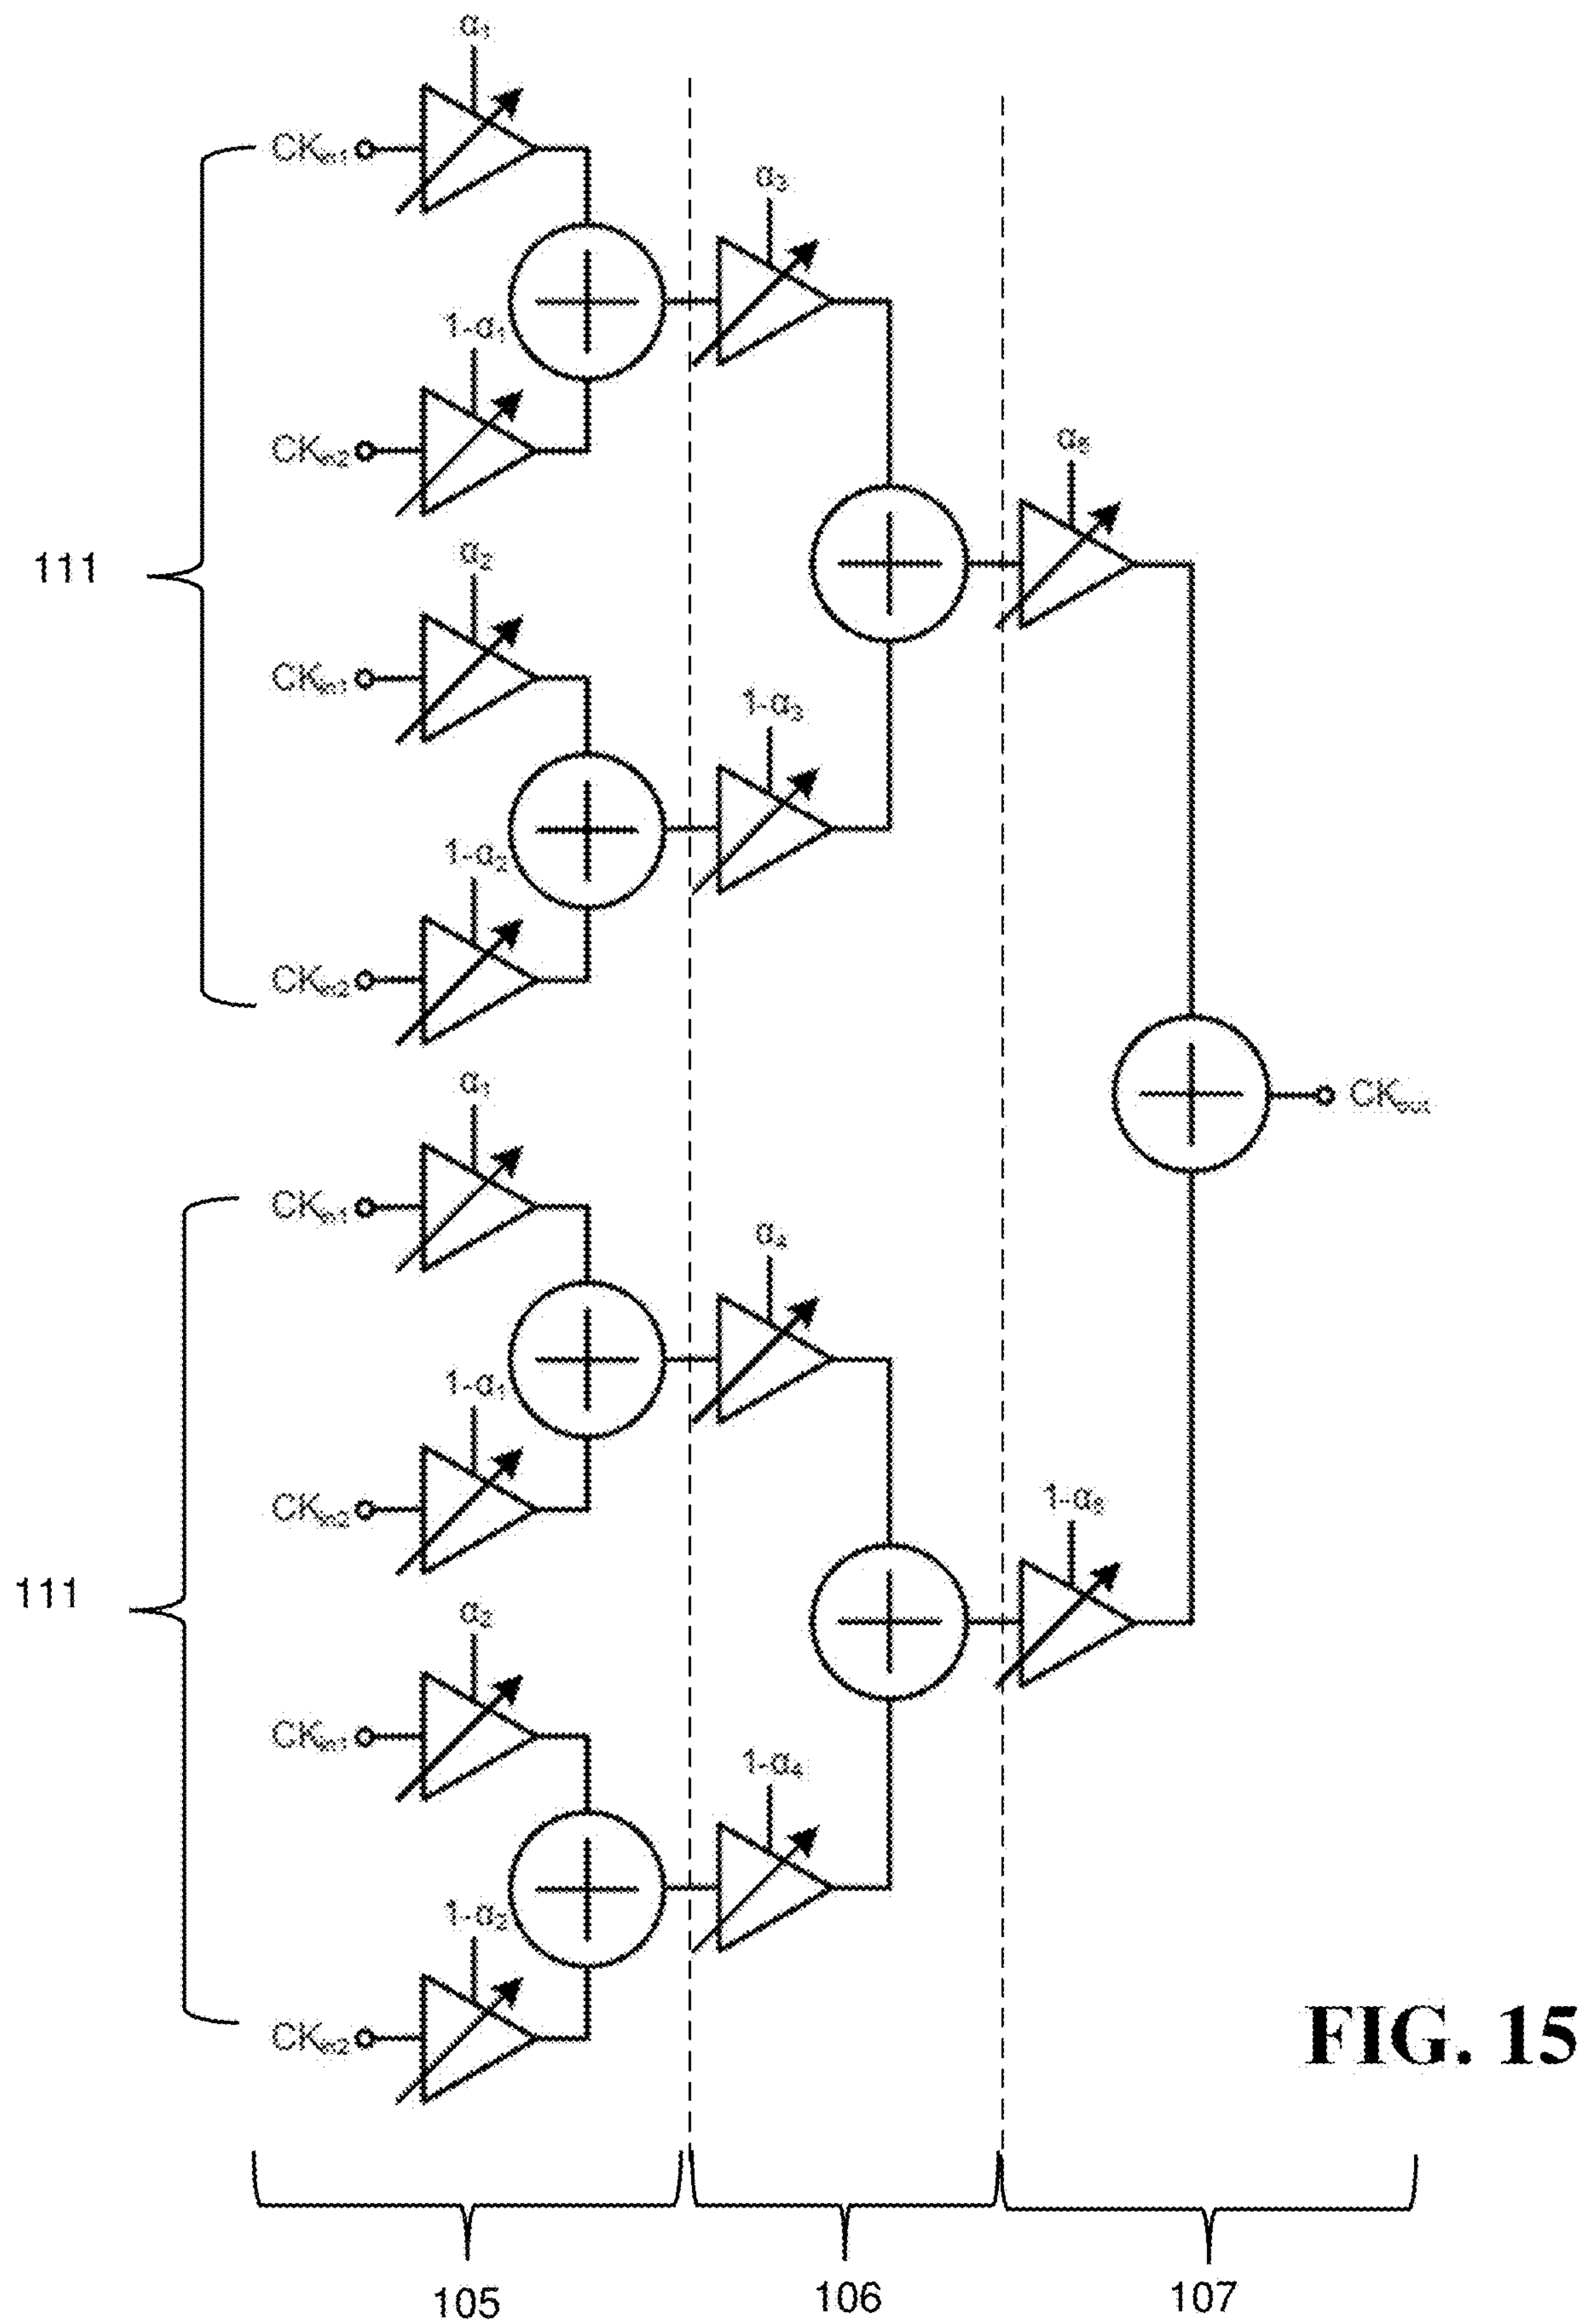 α₁
CKin1
α₃
1-α₁
CKin2
α₅
α₂
111
CKin1
1-α₃
1-α₂
CKin2
α₁
CKout
CKin1
α₄
1-α₁
CKin2
1-α₅
111
α₂
CKin1
1-α₄
1-α₂
CKin2
FIG. 15
105
106
107